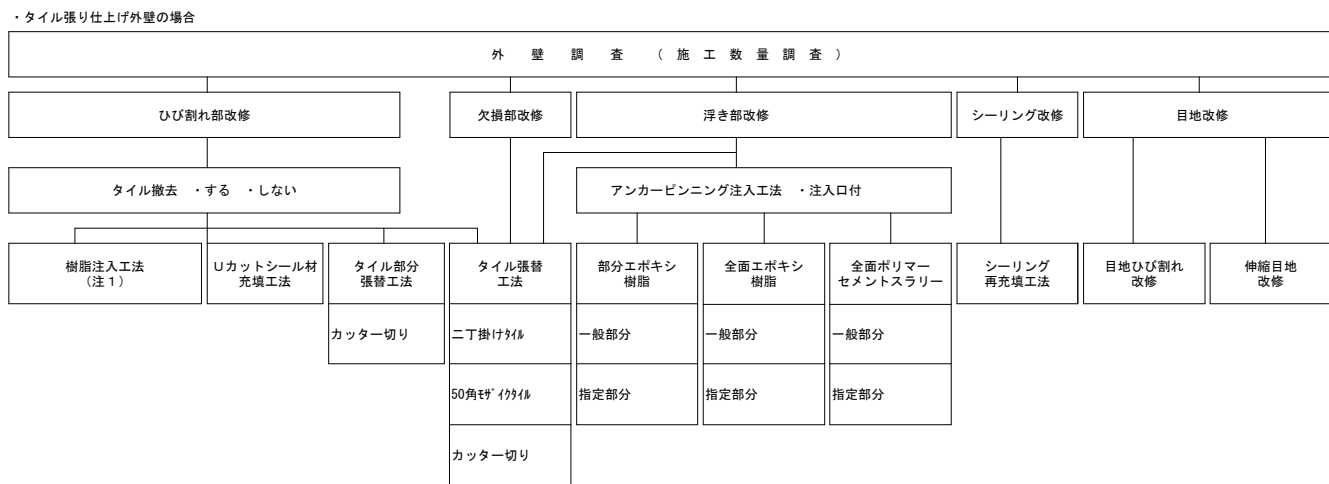 ・タイル張り仕上げ外壁の場合
外 壁 調 査 （ 施 工 数 量 調 査 ）
ひび割れ部改修
欠損部改修
浮き部改修
シーリング改修
目地改修
タイル撤去 ・する ・しない
アンカーピンニング注入工法 ・注入口付
樹脂注入工法
（注１）
Ｕカットシール材
充填工法
タイル部分
張替工法
タイル張替
工法
部分エポキシ
樹脂
全面エポキシ
樹脂
全面ポリマー
セメントスラリー
シーリング
再充填工法
目地ひび割れ
改修
伸縮目地
改修
カッター切り
二丁掛けﾀｲﾙ
一般部分
一般部分
一般部分
50角ﾓｻﾞｲｸﾀｲﾙ
指定部分
指定部分
指定部分
カッター切り